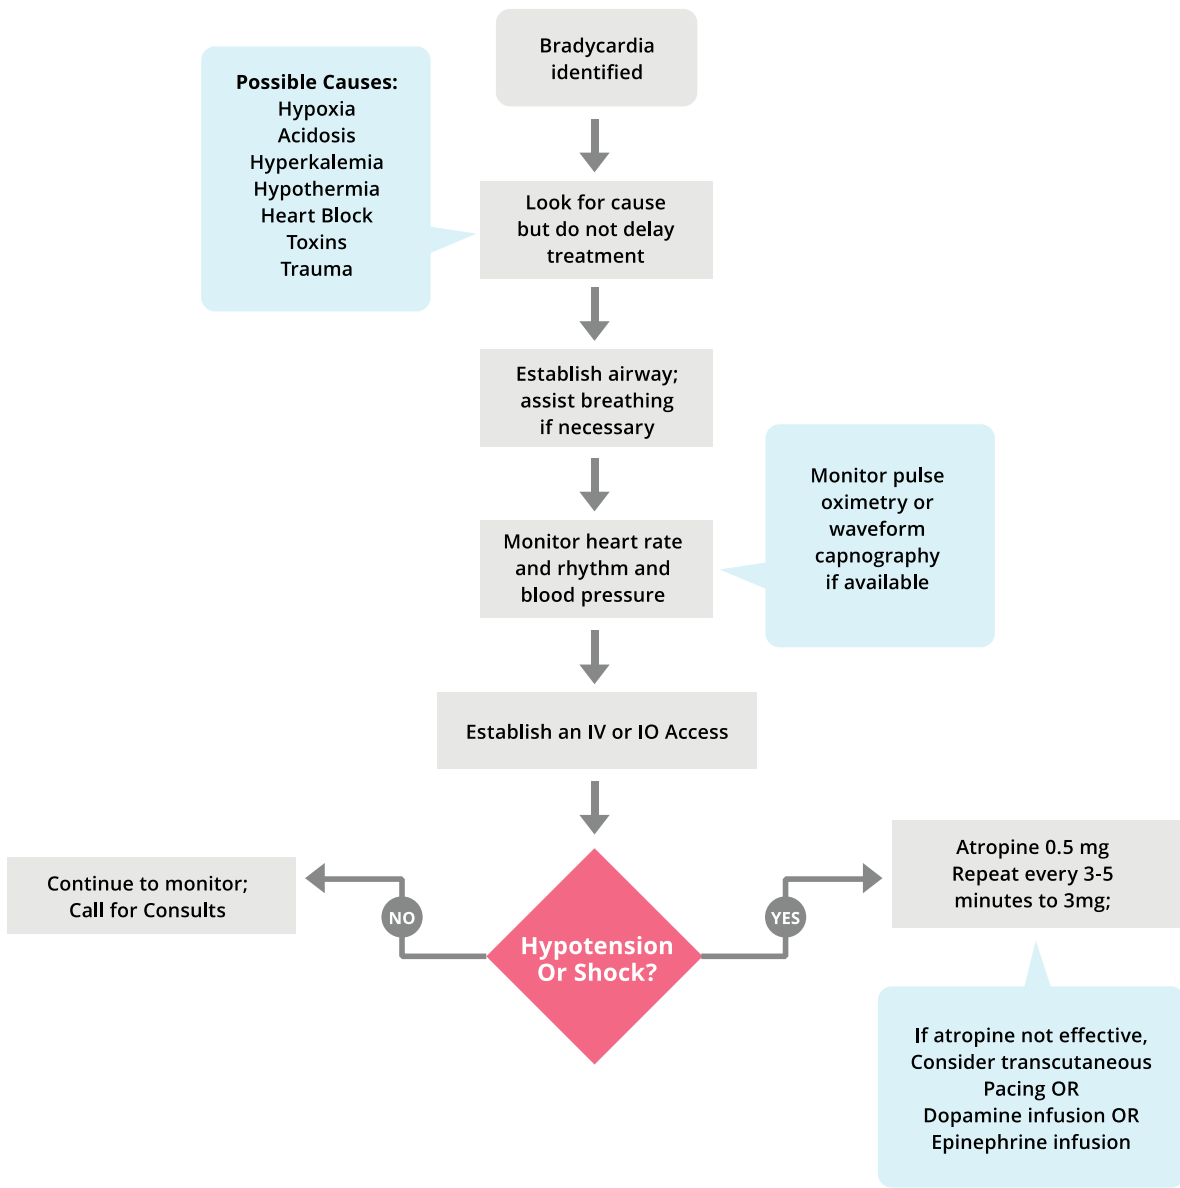 Bradycardia
identified
Possible Causes:
Hypoxia
Acidosis
Hyperkalemia
Hypothermia
Heart Block
Toxins
Trauma
Look for cause
but do not delay
treatment
Establish airway;
assist breathing
if necessary
Monitor pulse
oximetry or
waveform
capnography
if available
Monitor heart rate
and rhythm and
blood pressure
Establish an IV or IO Access
Hypotension
Or Shock?
NO
Continue to monitor;
Call for Consults
YES
Atropine 0.5 mg
Repeat every 3-5
minutes to 3mg;
If atropine not effective,
Consider transcutaneous
Pacing OR
Dopamine infusion OR
Epinephrine infusion